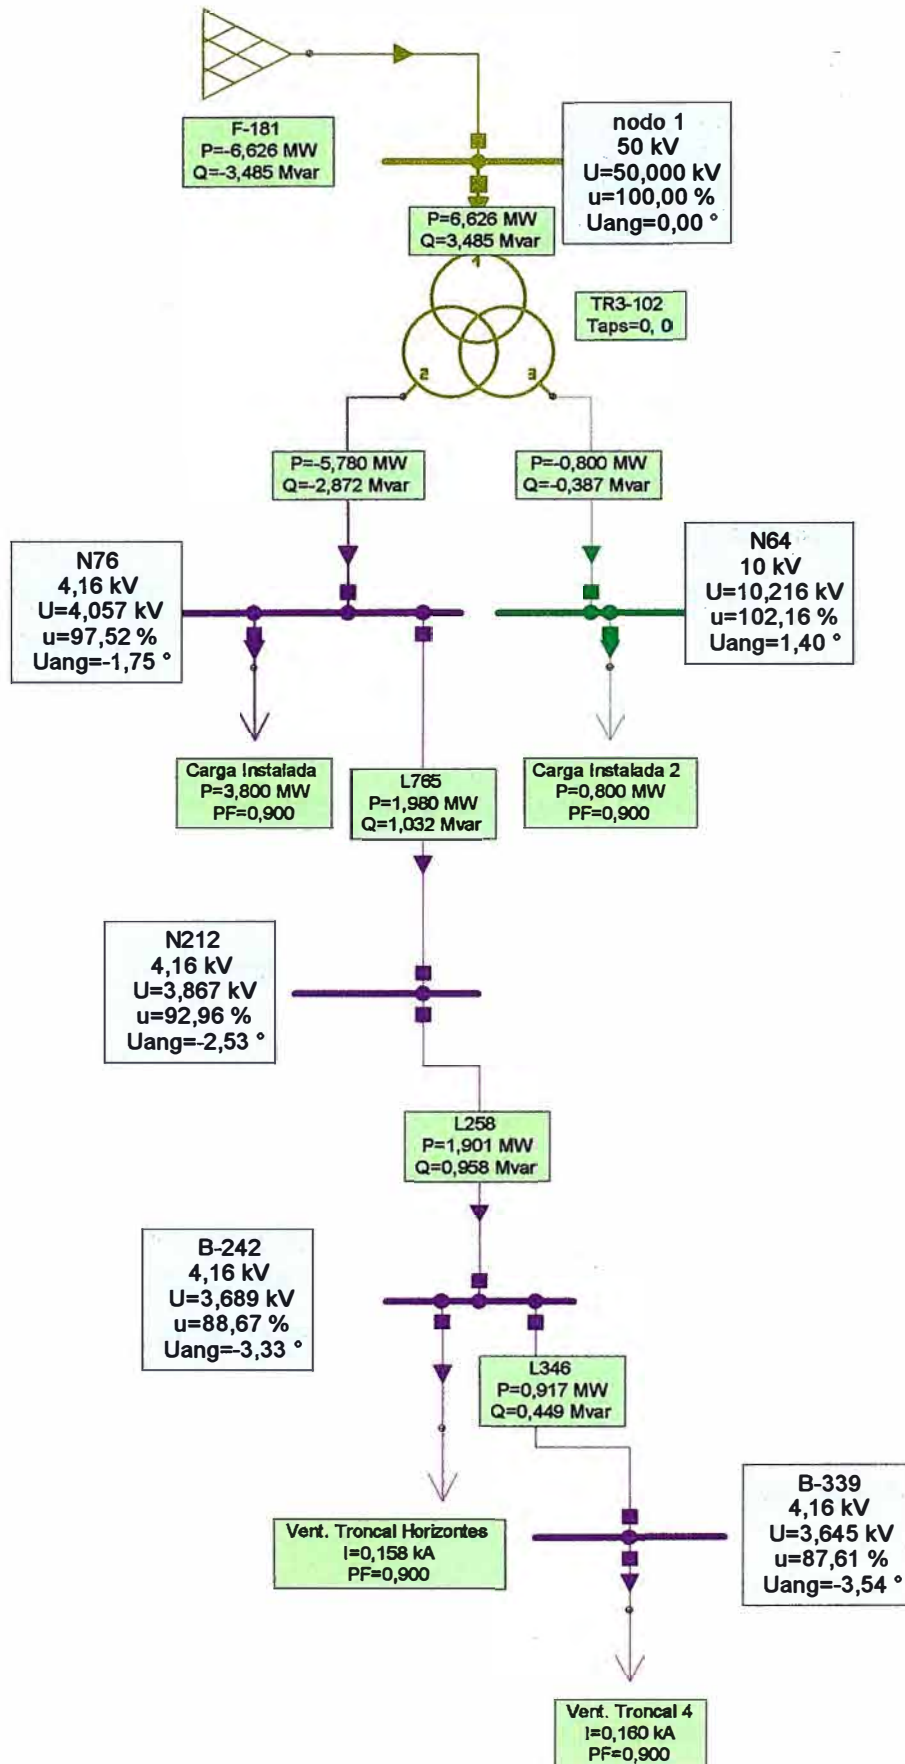 F-181
P=-6,626 MW
Q=-3,485 Mvar
nodo 1
50 kV
U=50,000 kV
u=100,00 %
Uang=0,00 °
P=6,626 MW
Q=3,485 Mvar
1
2
3
TR3-102
Taps=0, 0
P=-5,780 MW
Q=-2,872 Mvar
P=-0,800 MW
Q=-0,387 Mvar
N76
4,16 kV
U=4,057 kV
u=97,52 %
Uang=-1,75 °
N64
10 kV
U=10,216 kV
u=102,16 %
Uang=1,40 °
Carga Instalada
P=3,800 MW
PF=0,900
L765
P=1,980 MW
Q=1,032 Mvar
Carga Instalada 2
P=0,800 MW
PF=0,900
N212
4,16 kV
U=3,867 kV
u=92,96 %
Uang=-2,53 °
L258
P=1,901 MW
Q=0,958 Mvar
B-242
4,16 kV
U=3,689 kV
u=88,67 %
Uang=-3,33 °
L346
P=0,917 MW
Q=0,449 Mvar
Vent. Troncal Horizontes
I=0,158 kA
PF=0,900
B-339
4,16 kV
U=3,645 kV
u=87,61 %
Uang=-3,54 °
Vent. Troncal 4
I=0,160 kA
PF=0,900